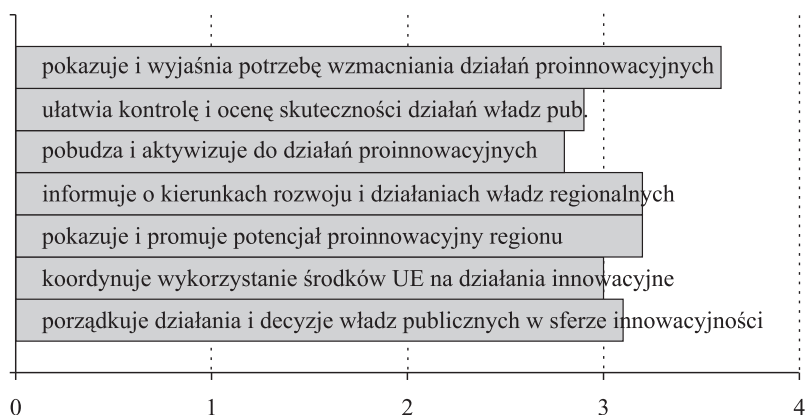 pokazuje i wyjaśnia potrzebę wzmacniania działań proinnowacyjnych
ułatwia kontrolę i ocenę skuteczności działań władz pub.
pobudza i aktywizuje do działań proinnowacyjnych
informuje o kierunkach rozwoju i działaniach władz regionalnych
pokazuje i promuje potencjał proinnowacyjny regionu
koordynuje wykorzystanie środków UE na działania innowacyjne
porządkuje działania i decyzje władz publicznych w sferze innowacyjności
0 1 2 3 4